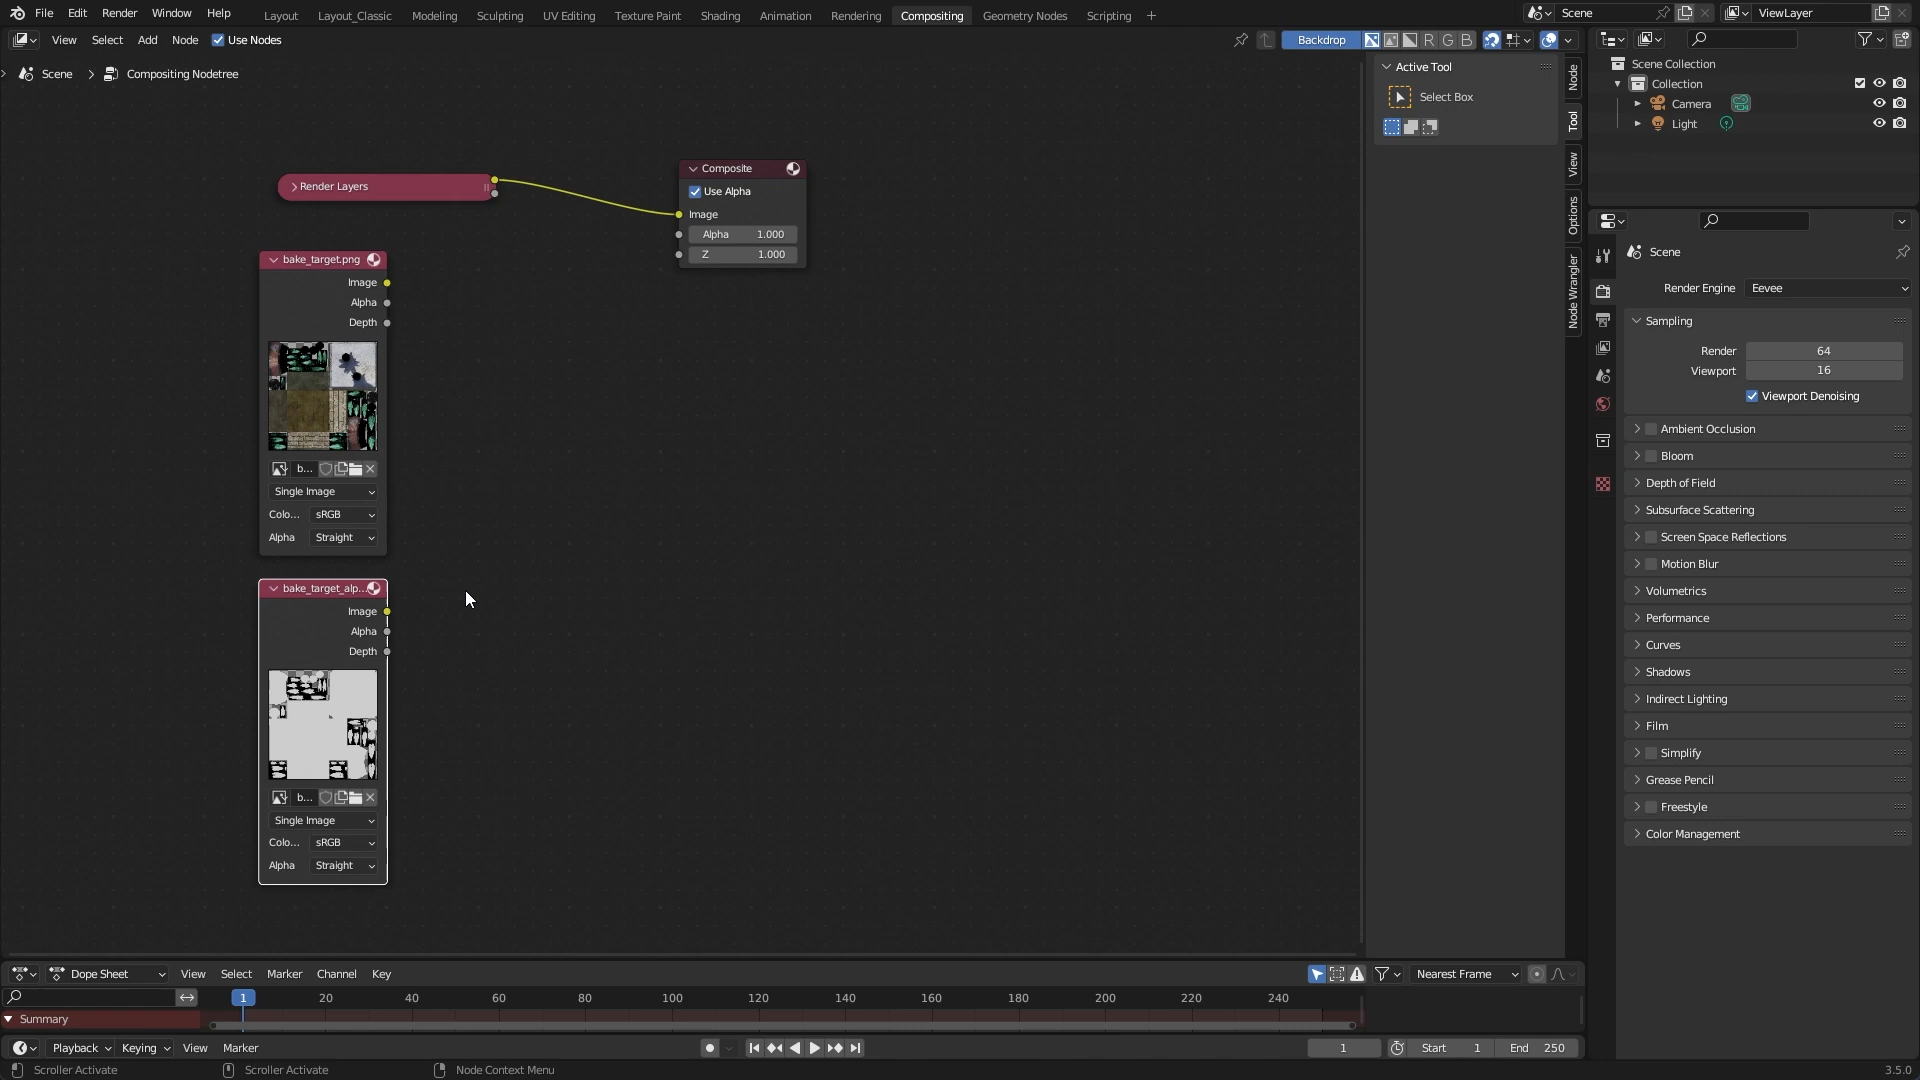 File Edit Render Window Help Layout Layout_Classic Modeling Sculpting UV Editing Texture Paint Shading Animation Rendering Compositing Geometry Nodes Scripting + Scene ViewLayer
View Select Add Node Use Nodes Backdrop R G B
Scene > Compositing Nodetree
Active Tool
Select Box
Node
Tool
View
Options
Node Wrangler
Scene Collection
Collection
Camera
Light
Render Layers
Composite
Use Alpha
Image
Alpha 1.000
Z 1.000
bake_target.png
Image
Alpha
Depth
b...
Single Image
Colo... sRGB
Alpha Straight
bake_target_alp...
Image
Alpha
Depth
b...
Single Image
Colo... sRGB
Alpha Straight
Scene
Render Engine Eevee
Sampling
Render 64
Viewport 16
Viewport Denoising
Ambient Occlusion
Bloom
Depth of Field
Subsurface Scattering
Screen Space Reflections
Motion Blur
Volumetrics
Performance
Curves
Shadows
Indirect Lighting
Film
Simplify
Grease Pencil
Freestyle
Color Management
Dope Sheet View Select Marker Channel Key Nearest Frame
1 20 40 60 80 100 120 140 160 180 200 220 240
Summary
Playback Keying View Marker 1 Start 1 End 250
Scroller Activate Scroller Activate Node Context Menu 3.5.0